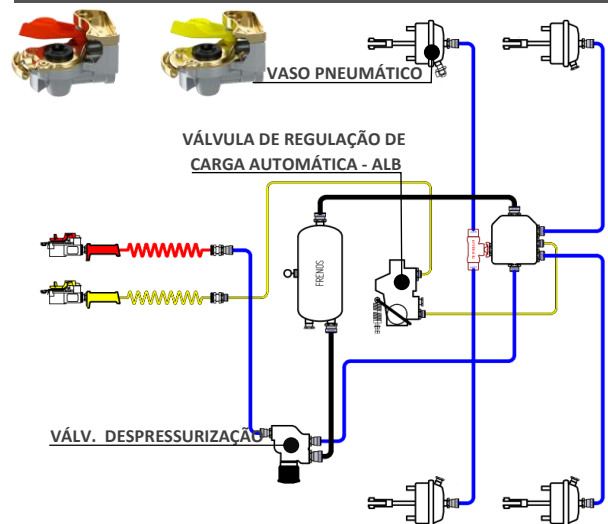 VASO PNEUMÁTICO
VÁLVULA DE REGULAÇÃO DE
CARGA AUTOMÁTICA - ALB
FRENOS
VÁLV. DESPRESSURIZAÇÃO